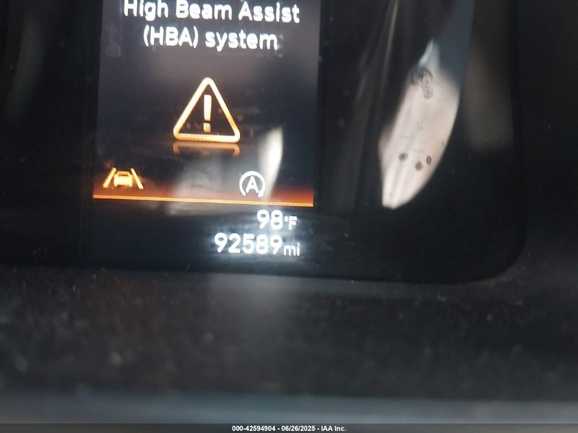 High Beam Assist
(HBA) system
A
98°F
92589mi
000-42594904 - 06/26/2025 - IAA Inc.